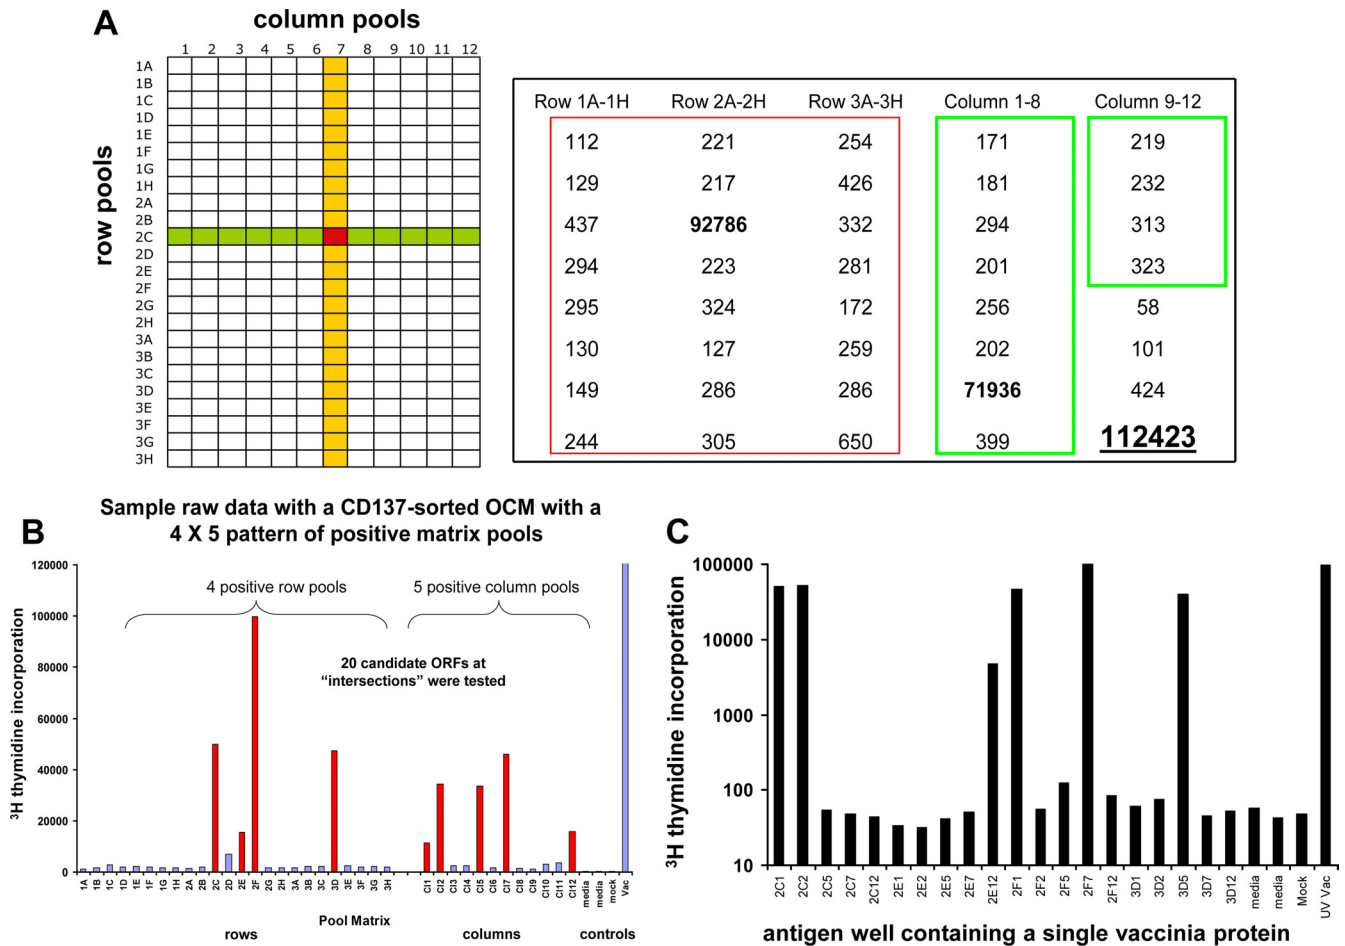 A
column pools
1 2 3 4 5 6 7 8 9 10 11 12
row pools
1A
1B
1C
1D
1E
1F
1G
1H
2A
2B
2C
2D
2E
2F
2G
2H
3A
3B
3C
3D
3E
3F
3G
3H
Row 1A-1H Row 2A-2H Row 3A-3H Column 1-8 Column 9-12
112 221 254 171 219
129 217 426 181 232
437 92786 332 294 313
294 223 281 201 323
295 324 172 256 58
130 127 259 202 101
149 286 286 71936 424
244 305 650 399 112423
Sample raw data with a CD137-sorted OCM with a
4 X 5 pattern of positive matrix pools
B
³H thymidine incorporation
120000
100000
80000
60000
40000
20000
0
4 positive row pools
5 positive column pools
20 candidate ORFs at
“intersections” were tested
1A 1B 1C 1D 1E 1F 1G 1H 2A 2B 2C 2D 2E 2F 2G 2H 3A 3B 3C 3D 3E 3F 3G 3H Cl1 Cl2 Cl3 Cl4 Cl5 Cl6 Cl7 Cl8 Cl9 Cl10 Cl11 Cl12 media media mock Vac
Pool Matrix
rows columns controls
C
³H thymidine incorporation
100000
10000
1000
100
10
2C1 2C2 2C5 2C7 2C12 2E1 2E2 2E5 2E7 2E12 2F1 2F2 2F5 2F7 2F12 3D1 3D2 3D5 3D7 3D12 media media Mock UV Vac
antigen well containing a single vaccinia protein